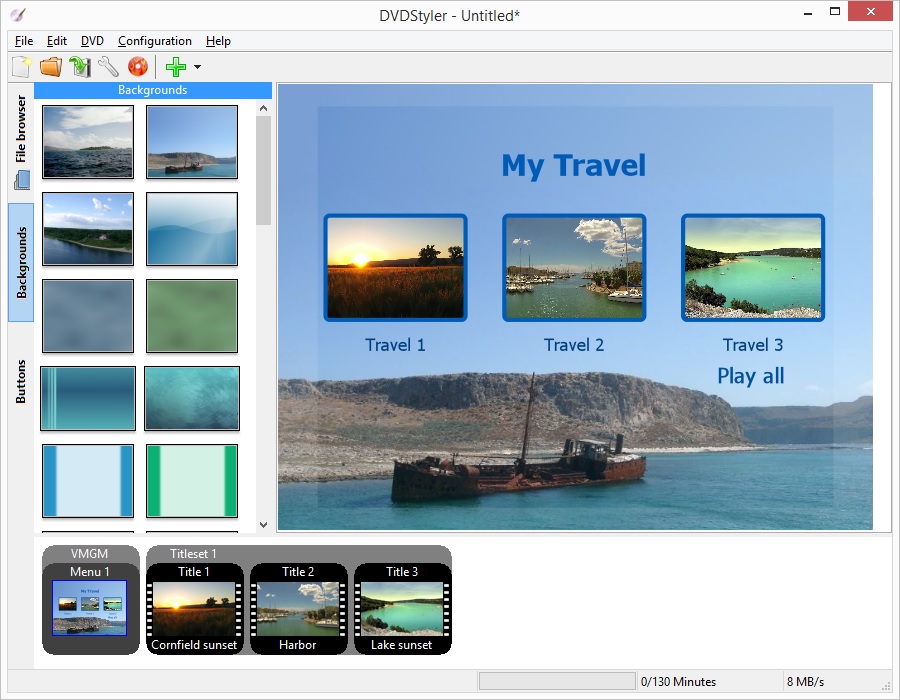 DVDStyler - Untitled*
File Edit DVD Configuration Help
File browser
Backgrounds
Buttons
Backgrounds
My Travel
Travel 1 Travel 2 Travel 3
Play all
VMGM Titleset 1
Menu 1 Title 1 Title 2 Title 3
My Travel
Cornfield sunset Harbor Lake sunset
0/130 Minutes 8 MB/s